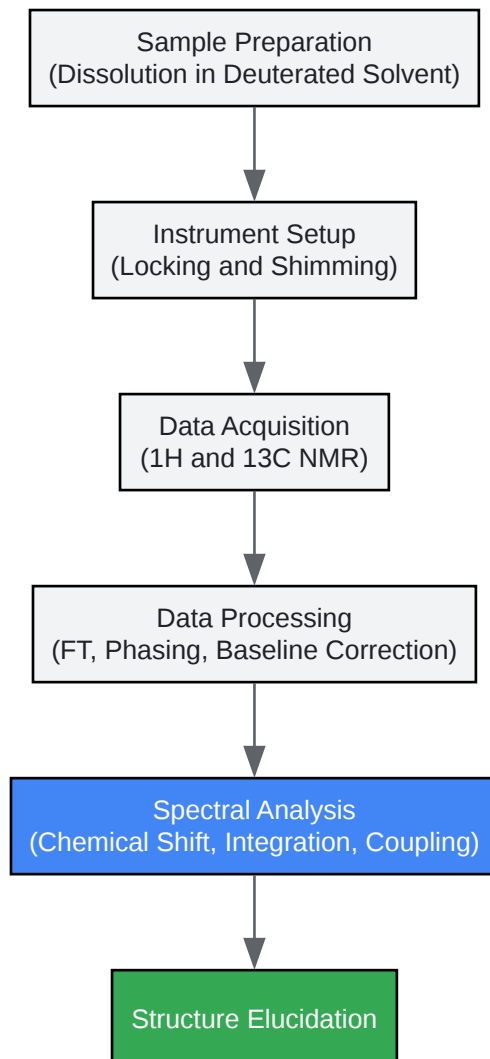 Sample Preparation
(Dissolution in Deuterated Solvent)
Instrument Setup
(Locking and Shimming)
Data Acquisition
(1H and 13C NMR)
Data Processing
(FT, Phasing, Baseline Correction)
Spectral Analysis
(Chemical Shift, Integration, Coupling)
Structure Elucidation